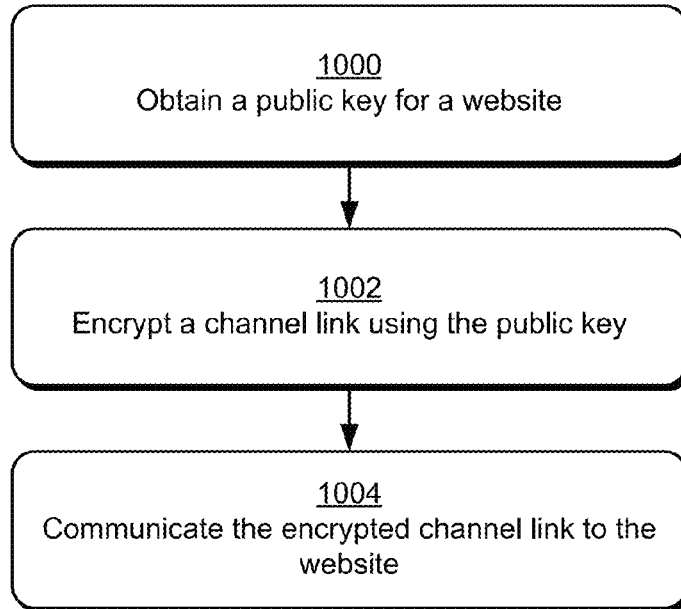 1000
Obtain a public key for a website
1002
Encrypt a channel link using the public key
1004
Communicate the encrypted channel link to the
website